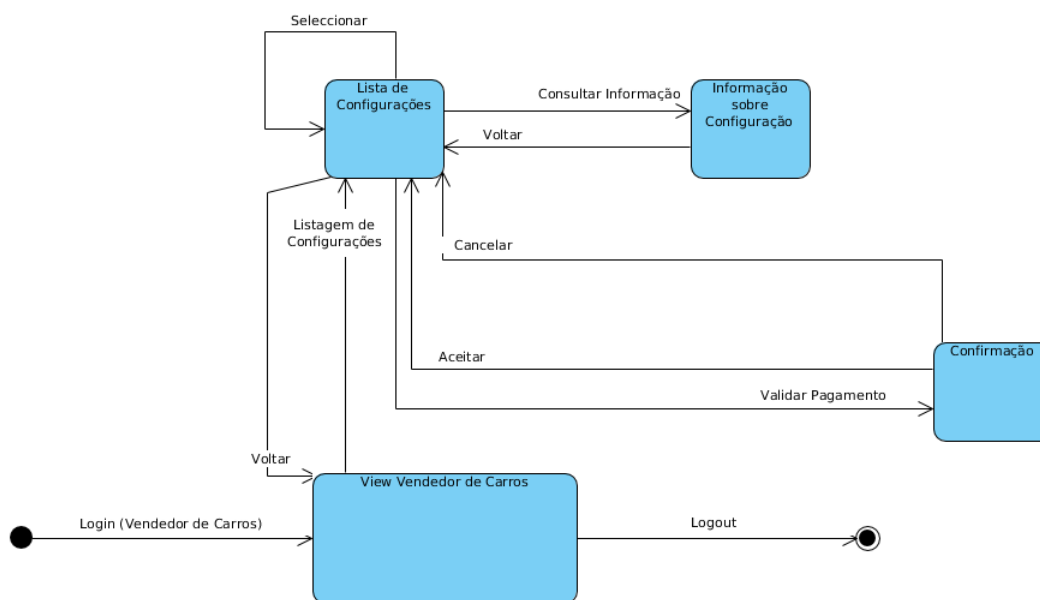 Seleccionar
Lista de
Configurações
Consultar Informação
Informação
sobre
Configuração
Voltar
Listagem de
Configurações
Cancelar
Aceitar
Confirmação
Validar Pagamento
Voltar
View Vendedor de Carros
Login (Vendedor de Carros)
Logout